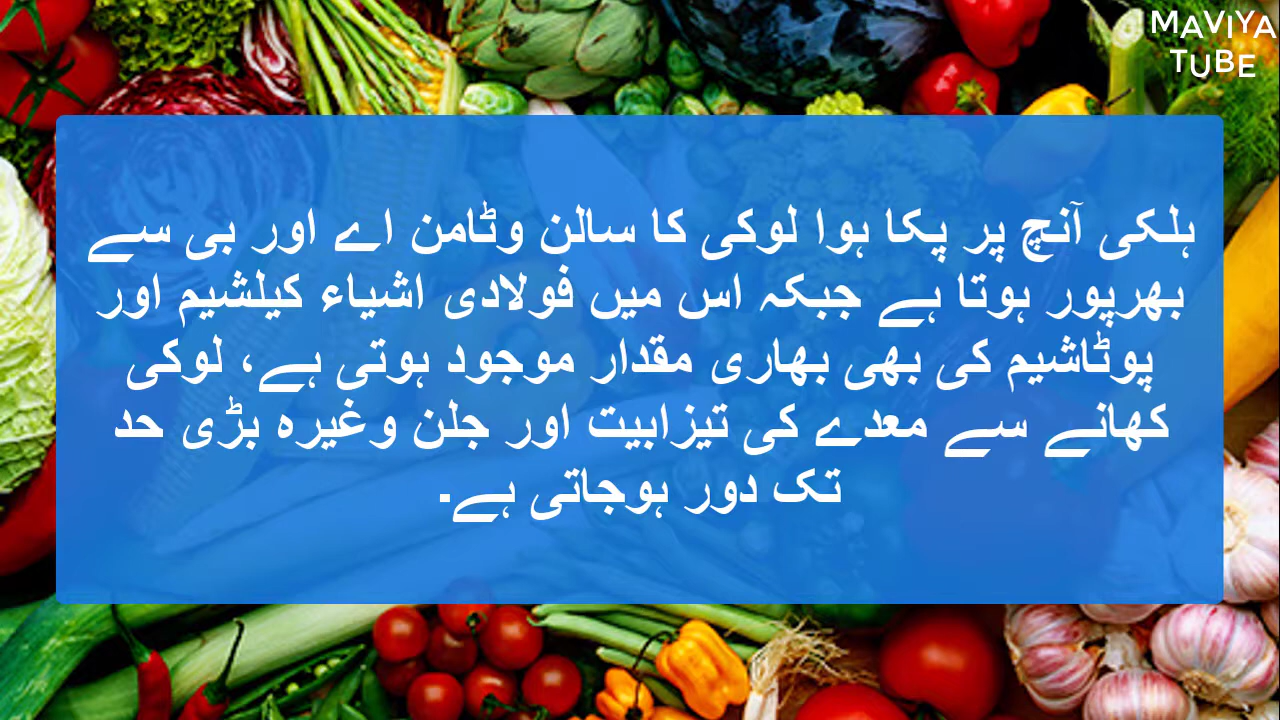 MAVIYA
TUBE
ہلکی آنچ پر پکا ہوا لوکی کا سالن وٹامن اے اور بی سے
بھرپور ہوتا ہے جبکہ اس میں فولادی اشیاء کیلشیم اور
پوٹاشیم کی بھی بھاری مقدار موجود ہوتی ہے، لوکی
کھانے سے معدے کی تیزابیت اور جلن وغیرہ بڑی حد
تک دور ہوجاتی ہے۔